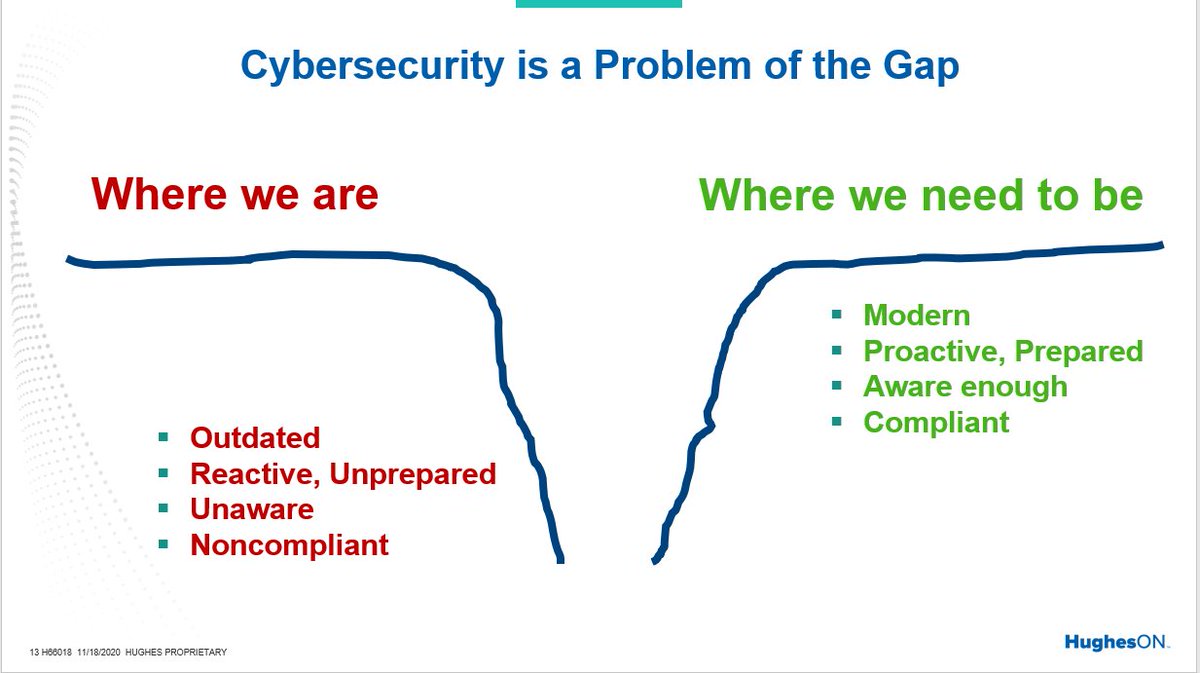 Cybersecurity is a Problem of the Gap
Where we are
Outdated
Reactive, Unprepared
Unaware
Noncompliant
Where we need to be
Modern
Proactive, Prepared
Aware enough
Compliant
13 H66018 11/18/2020 HUGHES PROPRIETARY
HughesON™